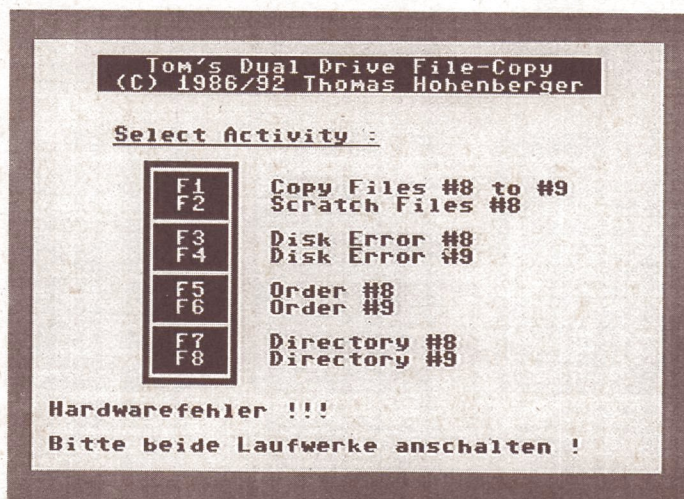 Tom's Dual Drive File-Copy
(C) 1986/92 Thomas Hohenberger
Select Activity :
F1 Copy Files #8 to #9
F2 Scratch Files #8
F3 Disk Error #8
F4 Disk Error #9
F5 Order #8
F6 Order #9
F7 Directory #8
F8 Directory #9
Hardwarefehler !!!
Bitte beide Laufwerke anschalten !